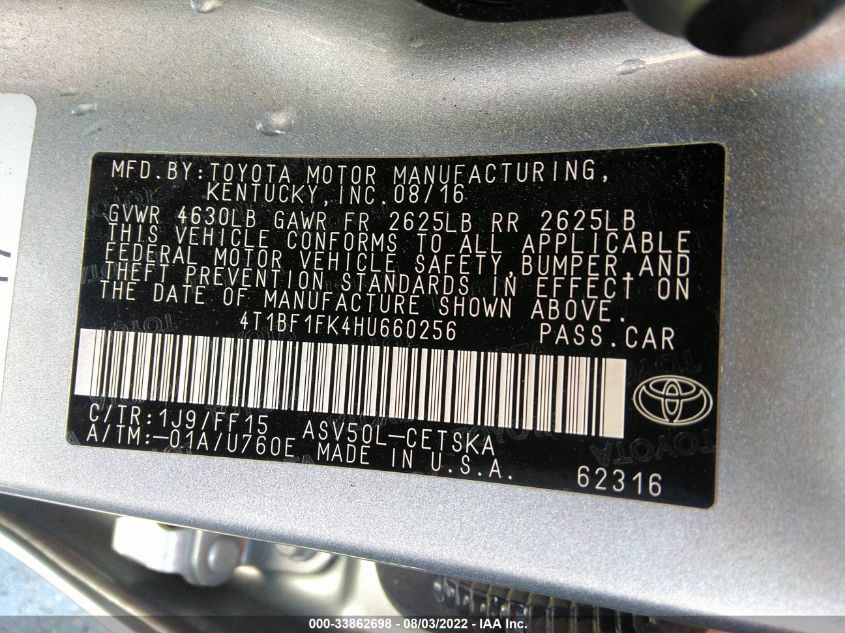 MFD.BY:TOYOTA MOTOR MANUFACTURING,
KENTUCKY,INC.08/16
GVWR 4630LB GAWR FR 2625LB RR 2625LB
THIS VEHICLE CONFORMS TO ALL APPLICABLE
FEDERAL MOTOR VEHICLE SAFETY,BUMPER,AND
THEFT PREVENTION STANDARDS IN EFFECT ON
THE DATE OF MANUFACTURE SHOWN ABOVE.
4T1BF1FK4HU660256 PASS.CAR
C/TR:1J9/FF15 ASV50L-CETSKA
A/TM:-01A/U760E MADE IN U.S.A.
62316
000-33862698 - 08/03/2022 - IAAI.com